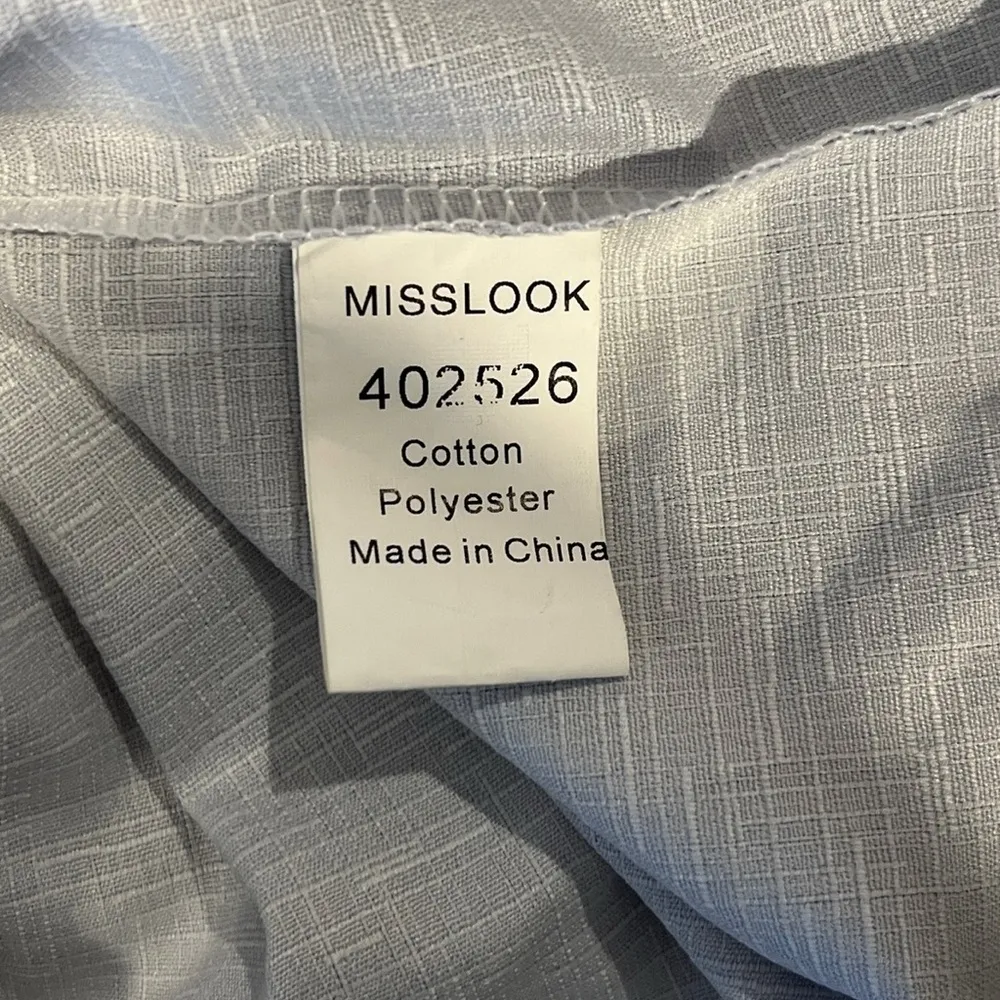 MISSLOOK
402526
Cotton
Polyester
Made in China